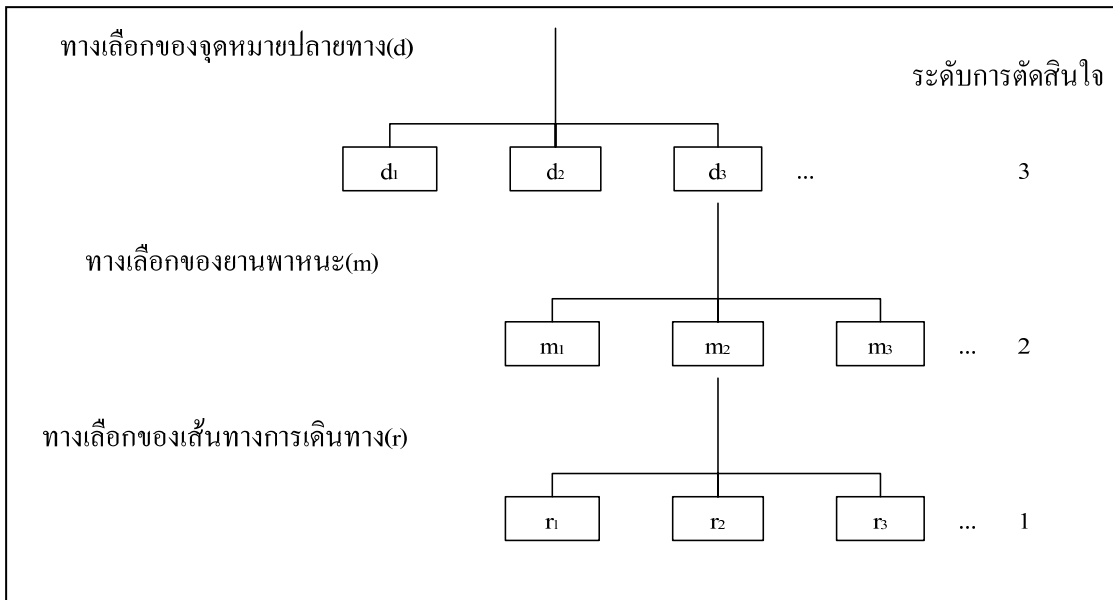 ทางเลือกของจุดหมายปลายทาง(d)
ระดับการตัดสินใจ
d1 d2 d3 ... 3
ทางเลือกของยานพาหนะ(m)
m1 m2 m3 ... 2
ทางเลือกของเส้นทางการเดินทาง(r)
r1 r2 r3 ... 1